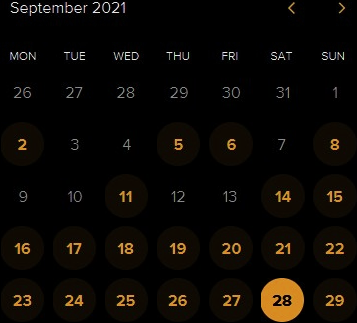 September 2021
MON TUE WED THU FRI SAT SUN
26 27 28 29 30 31 1
2 3 4 5 6 7 8
9 10 11 12 13 14 15
16 17 18 19 20 21 22
23 24 25 26 27 28 29